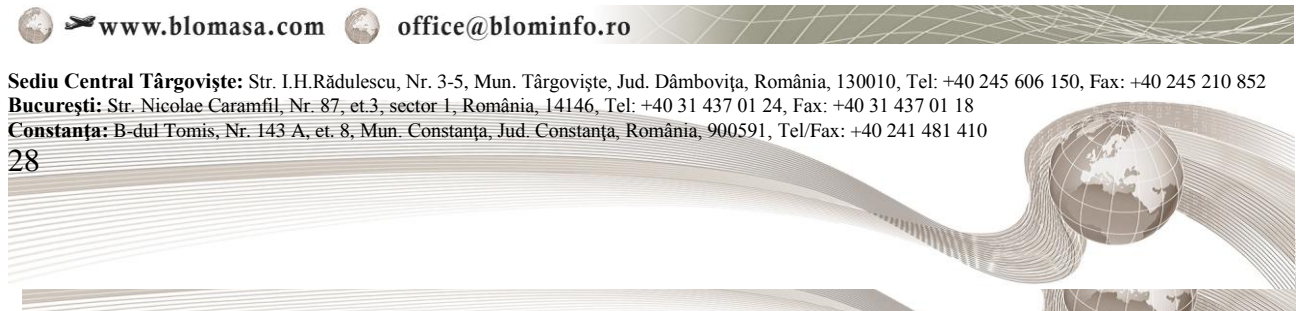 www.blomasa.com office@blominfo.ro
Sediu Central Târgovişte: Str. I.H.Rădulescu, Nr. 3-5, Mun. Târgovişte, Jud. Dâmboviţa, România, 130010, Tel: +40 245 606 150, Fax: +40 245 210 852
Bucureşti: Str. Nicolae Caramfil, Nr. 87, et.3, sector 1, România, 14146, Tel: +40 31 437 01 24, Fax: +40 31 437 01 18
Constanţa: B-dul Tomis, Nr. 143 A, et. 8, Mun. Constanţa, Jud. Constanţa, România, 900591, Tel/Fax: +40 241 481 410
28